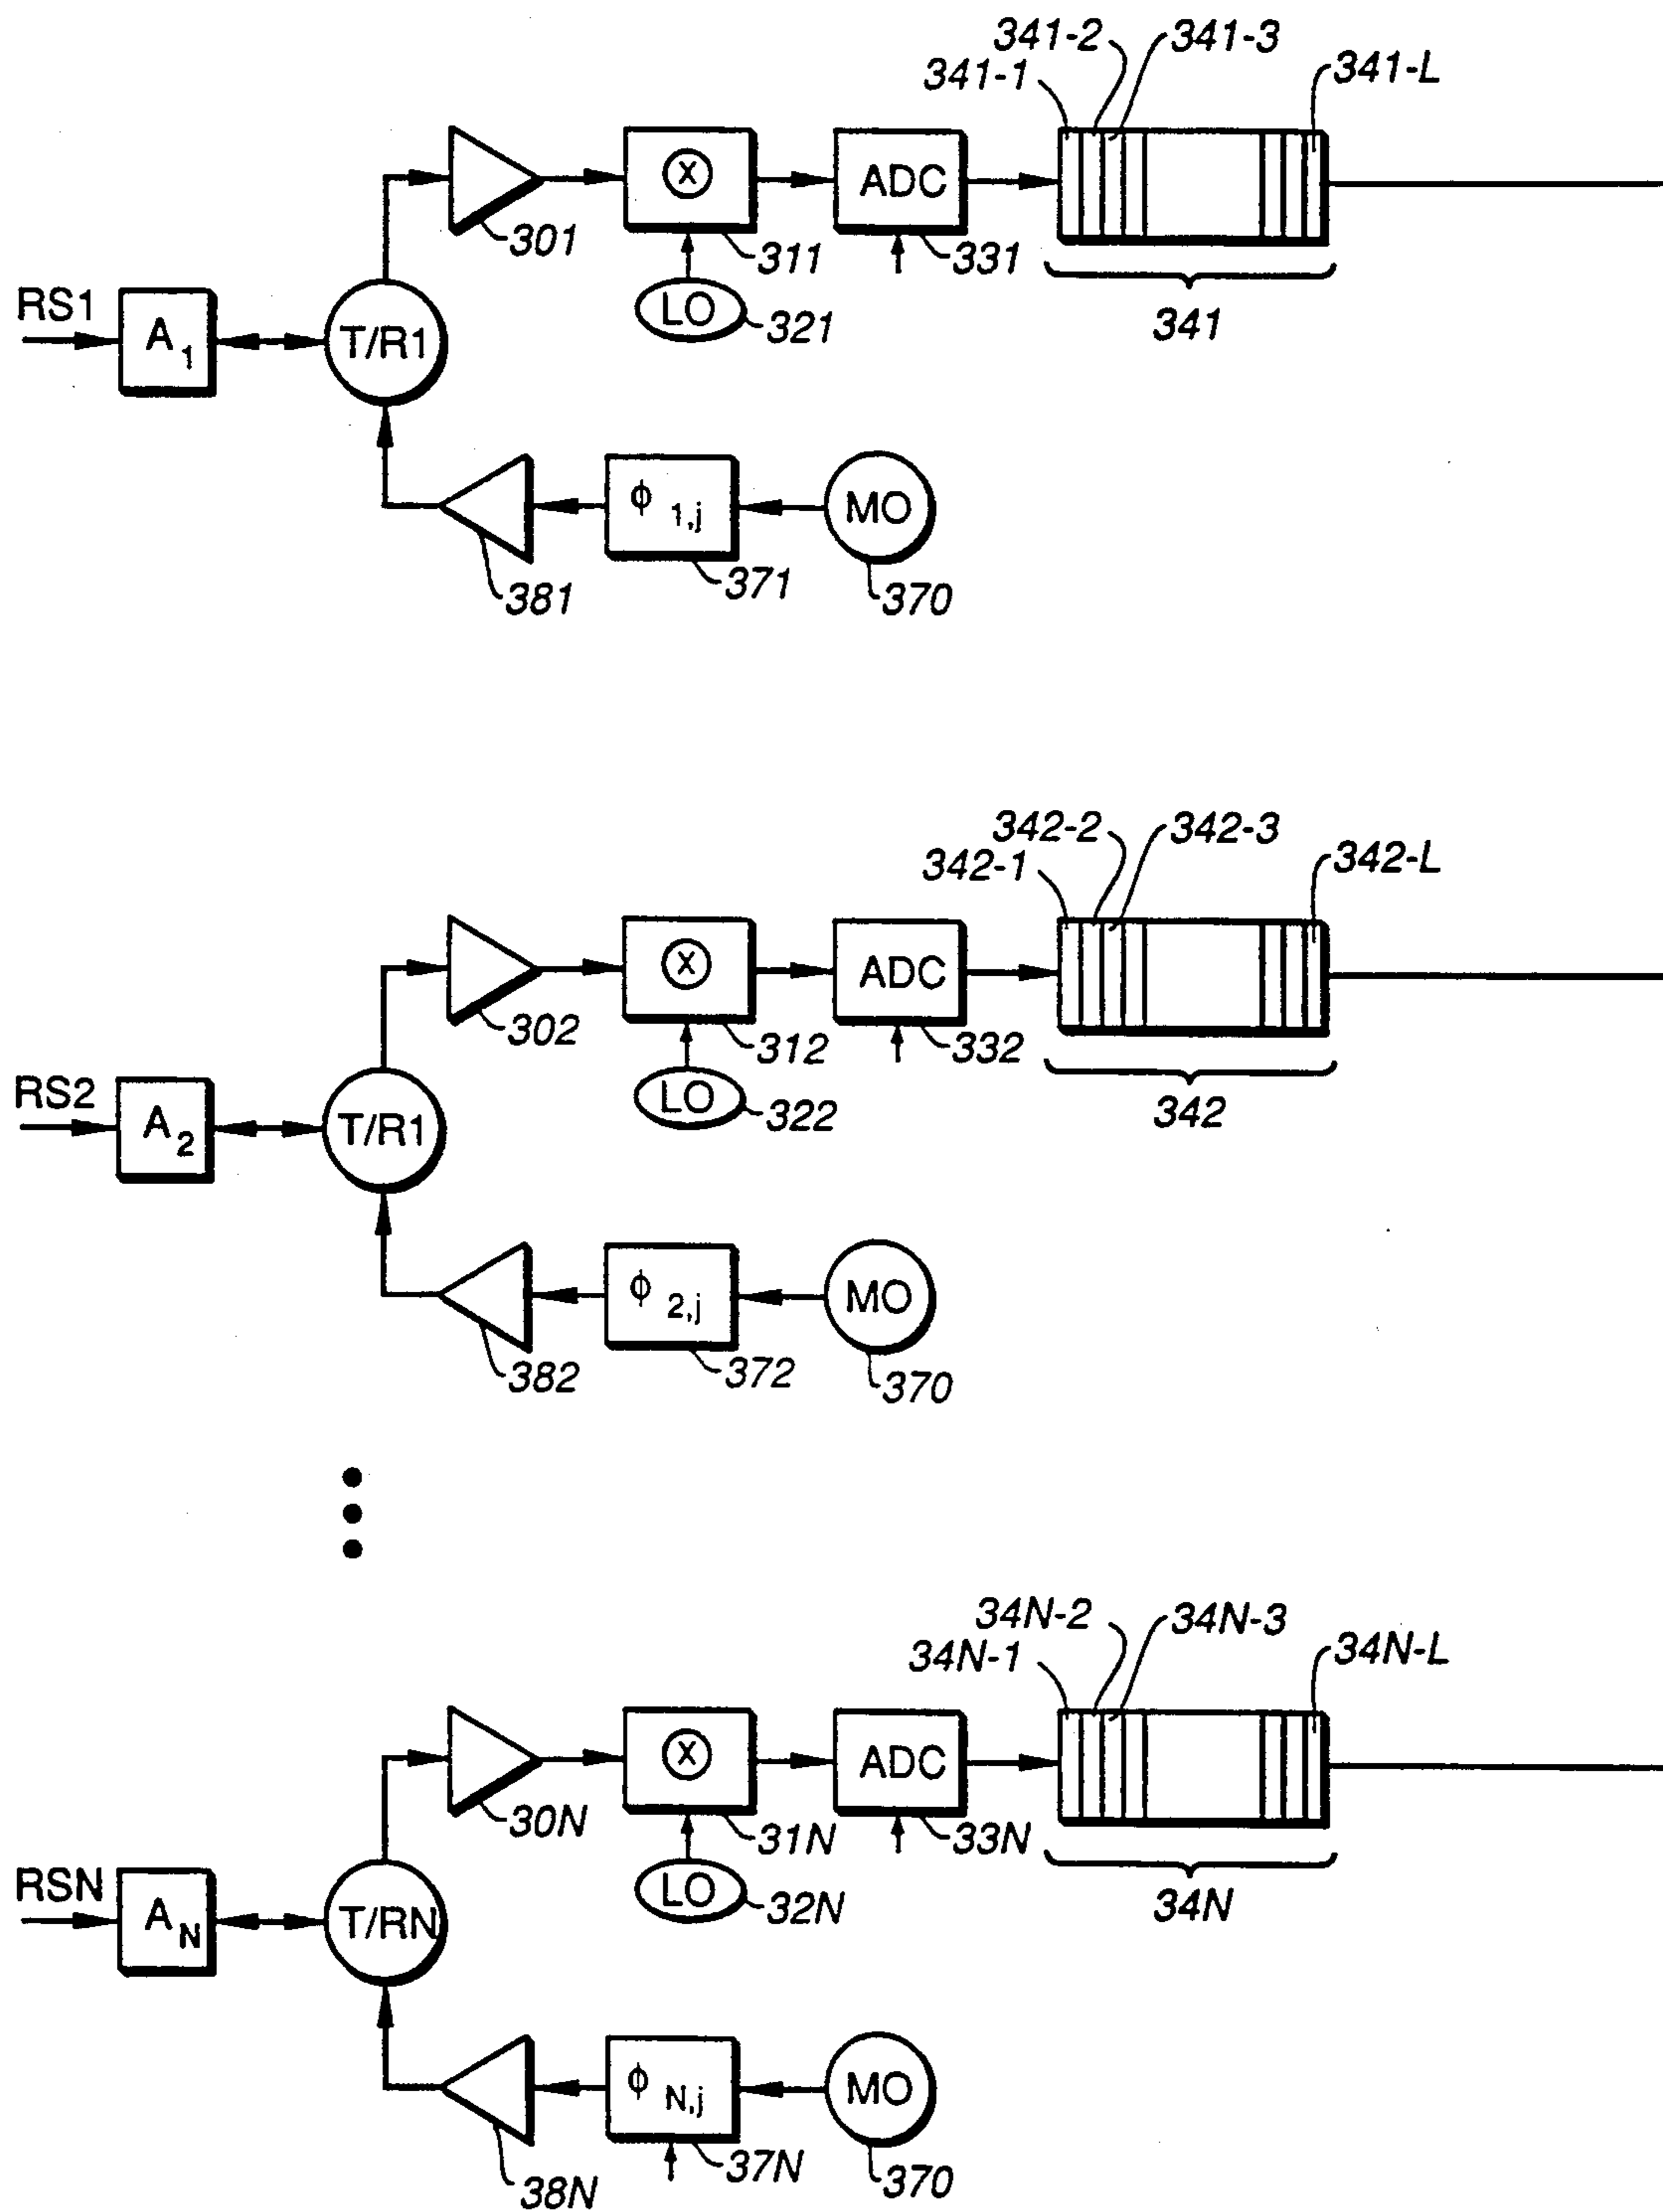 341-2 341-3
341-1 341-L
X ADC
301 311 331
RS1 LO 321 341
A1 T/R1
ϕ 1,j MO
381 371 370
342-2 342-3
342-1 342-L
X ADC
302 312 332
RS2 LO 322 342
A2 T/R1
ϕ 2,j MO
382 372 370
34N-2 34N-3
34N-1 34N-L
X ADC
30N 31N 33N
RSN LO 32N 34N
AN T/RN
ϕ N,j MO
38N 37N 370